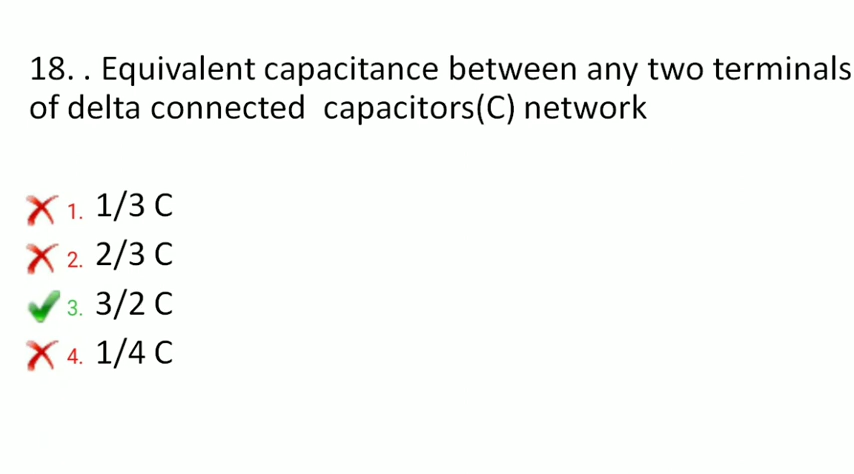 18. . Equivalent capacitance between any two terminals
of delta connected capacitors(C) network
1. 1/3 C
2. 2/3 C
3. 3/2 C
4. 1/4 C